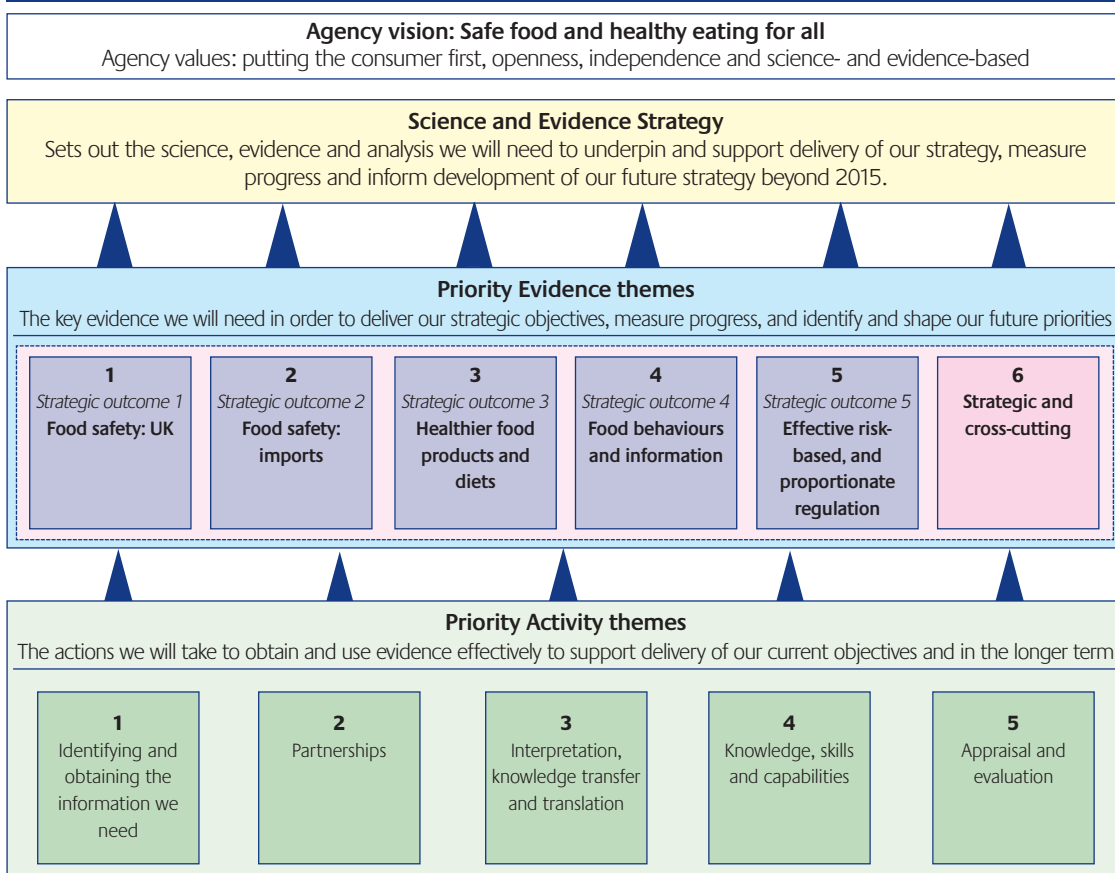 Agency vision: Safe food and healthy eating for all
Agency values: putting the consumer first, openness, independence and science- and evidence-based
Science and Evidence Strategy
Sets out the science, evidence and analysis we will need to underpin and support delivery of our strategy, measure
progress and inform development of our future strategy beyond 2015.
Priority Evidence themes
The key evidence we will need in order to deliver our strategic objectives, measure progress, and identify and shape our future priorities
1
Strategic outcome 1
Food safety: UK
2
Strategic outcome 2
Food safety:
imports
3
Strategic outcome 3
Healthier food
products and
diets
4
Strategic outcome 4
Food behaviours
and information
5
Strategic outcome 5
Effective risk-
based, and
proportionate
regulation
6
Strategic and
cross-cutting
Priority Activity themes
The actions we will take to obtain and use evidence effectively to support delivery of our current objectives and in the longer term
1
Identifying and
obtaining the
information we
need
2
Partnerships
3
Interpretation,
knowledge transfer
and translation
4
Knowledge, skills
and capabilities
5
Appraisal and
evaluation